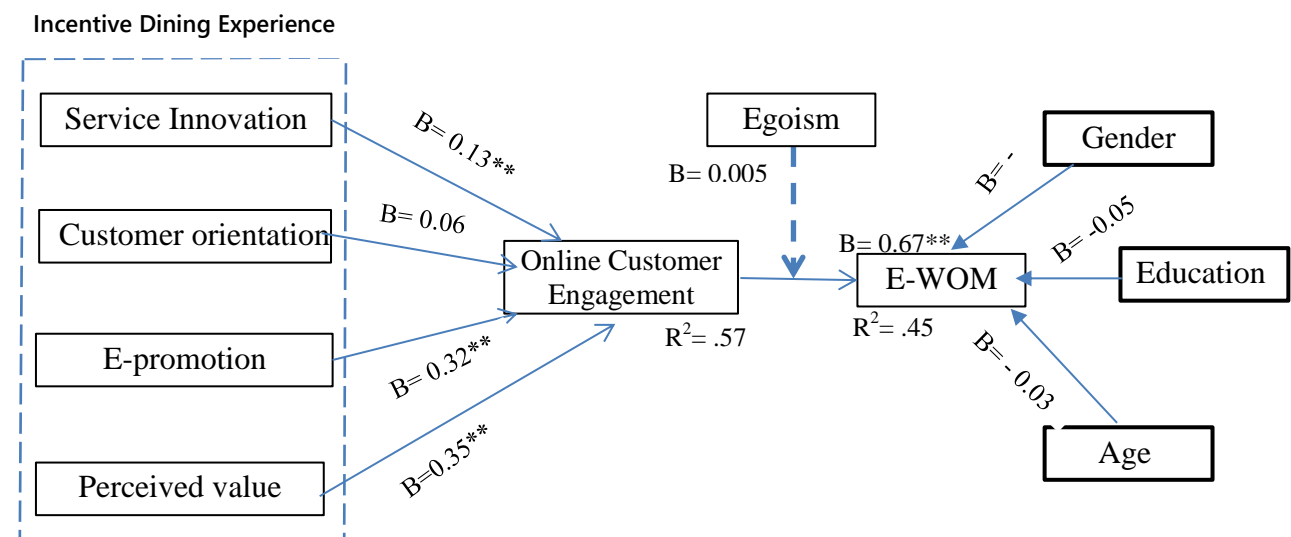 Incentive Dining Experience
Service Innovation
Customer orientation
E-promotion
Perceived value
B= 0.13**
B= 0.06
B= 0.32**
B=0.35**
Online Customer
Engagement
R²= .57
Egoism
B= 0.005
B= 0.67**
E-WOM
R²= .45
B= -
B= -0.05
B= - 0.03
Gender
Education
Age